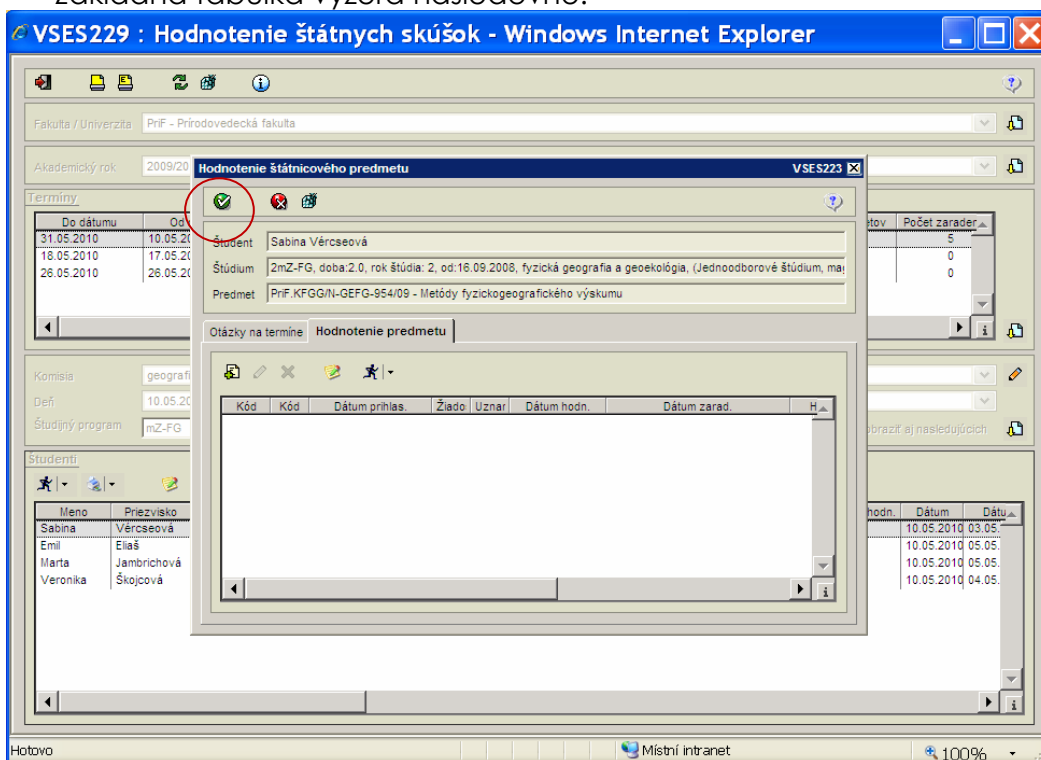 základná tabuľka vyzerá nasledovne:
VSES229 : Hodnotenie štátnych skúšok - Windows Internet Explorer
Fakulta / Univerzita PriF - Prírodovedecká fakulta
Akademický rok 2009/20
Termíny
Do dátumu Od
31.05.2010 10.05.20
18.05.2010 17.05.20
26.05.2010 26.05.20
etov Počet zarader
5
0
0
Hodnotenie štátnicového predmetu VSES223
Študent Sabina Vércseová
Štúdium 2mZ-FG, doba:2.0, rok štúdia: 2, od:16.09.2008, fyzická geografia a geoekológia, (Jednoodborové štúdium, ma
Predmet PriF.KFGG/N-GEFG-954/09 - Metódy fyzickogeografického výskumu
Otázky na termíne Hodnotenie predmetu
Kód Kód Dátum prihlas. Žiado Uznar Dátum hodn. Dátum zarad. H
Komisia geografi
Deň 10.05.20
Študijný program mZ-FG
obraziť aj nasledujúcich
Študenti
Meno Priezvisko hodn. Dátum Dátu
Sabina Vércseová 10.05.2010 03.05.
Emil Eliaš 10.05.2010 05.05.
Marta Jambrichová 10.05.2010 05.05.
Veronika Škojcová 10.05.2010 04.05.
Hotovo Místní intranet 100%